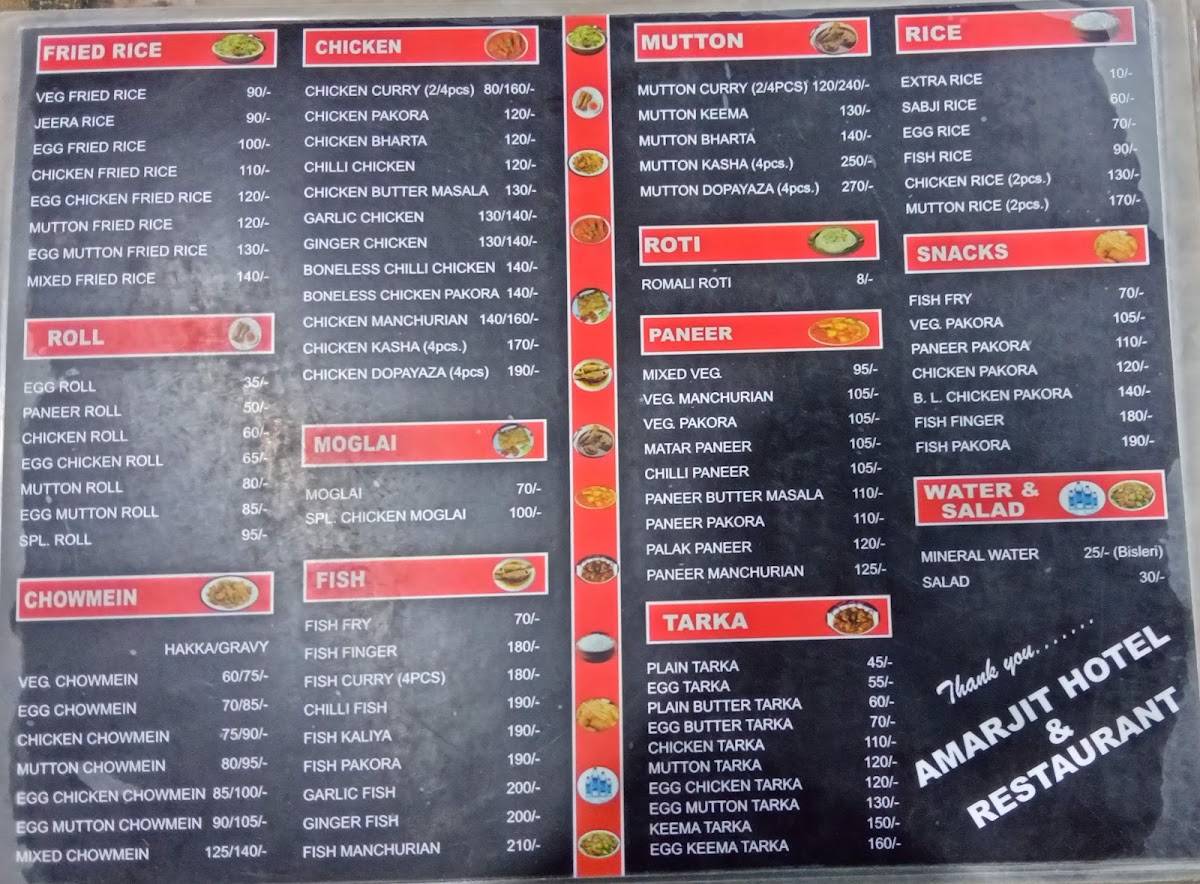 FRIED RICE
VEG FRIED RICE 90/-
JEERA RICE 90/-
EGG FRIED RICE 100/-
CHICKEN FRIED RICE 110/-
EGG CHICKEN FRIED RICE 120/-
MUTTON FRIED RICE 120/-
EGG MUTTON FRIED RICE 130/-
MIXED FRIED RICE 140/-
ROLL
EGG ROLL 35/-
PANEER ROLL 50/-
CHICKEN ROLL 60/-
EGG CHICKEN ROLL 65/-
MUTTON ROLL 80/-
EGG MUTTON ROLL 85/-
SPL. ROLL 95/-
CHOWMEIN
HAKKA/GRAVY
VEG. CHOWMEIN 60/75/-
EGG CHOWMEIN 70/85/-
CHICKEN CHOWMEIN 75/90/-
MUTTON CHOWMEIN 80/95/-
EGG CHICKEN CHOWMEIN 85/100/-
EGG MUTTON CHOWMEIN 90/105/-
MIXED CHOWMEIN 125/140/-
CHICKEN
CHICKEN CURRY (2/4pcs) 80/160/-
CHICKEN PAKORA 120/-
CHICKEN BHARTA 120/-
CHILLI CHICKEN 120/-
CHICKEN BUTTER MASALA 130/-
GARLIC CHICKEN 130/140/-
GINGER CHICKEN 130/140/-
BONELESS CHILLI CHICKEN 140/-
BONELESS CHICKEN PAKORA 140/-
CHICKEN MANCHURIAN 140/160/-
CHICKEN KASHA (4pcs.) 170/-
CHICKEN DOPAYAZA (4pcs) 190/-
MOGLAI
MOGLAI 70/-
SPL. CHICKEN MOGLAI 100/-
FISH
FISH FRY 70/-
FISH FINGER 180/-
FISH CURRY (4PCS) 180/-
CHILLI FISH 190/-
FISH KALIYA 190/-
FISH PAKORA 190/-
GARLIC FISH 200/-
GINGER FISH 200/-
FISH MANCHURIAN 210/-
MUTTON
MUTTON CURRY (2/4PCS) 120/240/-
MUTTON KEEMA 130/-
MUTTON BHARTA 140/-
MUTTON KASHA (4pcs.) 250/-
MUTTON DOPAYAZA (4pcs.) 270/-
ROTI
ROMALI ROTI 8/-
PANEER
MIXED VEG. 95/-
VEG. MANCHURIAN 105/-
VEG. PAKORA 105/-
MATAR PANEER 105/-
CHILLI PANEER 105/-
PANEER BUTTER MASALA 110/-
PANEER PAKORA 110/-
PALAK PANEER 120/-
PANEER MANCHURIAN 125/-
TARKA
PLAIN TARKA 45/-
EGG TARKA 55/-
PLAIN BUTTER TARKA 60/-
EGG BUTTER TARKA 70/-
CHICKEN TARKA 110/-
MUTTON TARKA 120/-
EGG CHICKEN TARKA 120/-
EGG MUTTON TARKA 130/-
KEEMA TARKA 150/-
EGG KEEMA TARKA 160/-
RICE
EXTRA RICE 10/-
SABJI RICE 60/-
EGG RICE 70/-
FISH RICE 90/-
CHICKEN RICE (2pcs.) 130/-
MUTTON RICE (2pcs.) 170/-
SNACKS
FISH FRY 70/-
VEG. PAKORA 105/-
PANEER PAKORA 110/-
CHICKEN PAKORA 120/-
B. L. CHICKEN PAKORA 140/-
FISH FINGER 180/-
FISH PAKORA 190/-
WATER &
SALAD
MINERAL WATER 25/- (Bisleri)
SALAD 30/-
Thank you.......
AMARJIT HOTEL
&
RESTAURANT